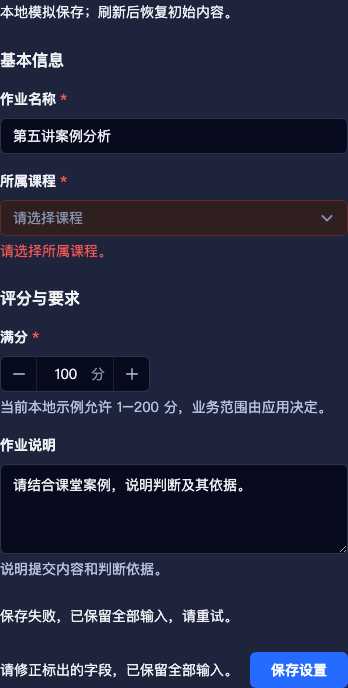 本地模拟保存；刷新后恢复初始内容。
基本信息
作业名称 *
第五讲案例分析
所属课程 *
请选择课程
请选择所属课程。
评分与要求
满分 *
100 分
当前本地示例允许 1—200 分，业务范围由应用决定。
作业说明
请结合课堂案例，说明判断及其依据。
说明提交内容和判断依据。
保存失败，已保留全部输入，请重试。
请修正标出的字段，已保留全部输入。 保存设置